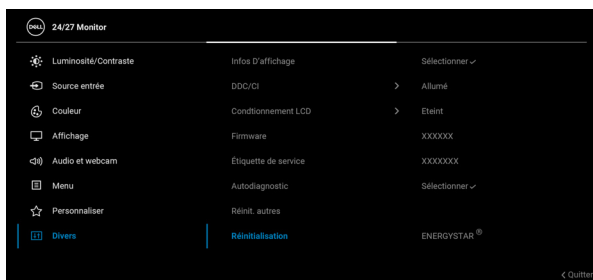 DELL 24/27 Monitor
Luminosité/Contraste Infos D'affichage Sélectionner
Source entrée DDC/CI Allumé
Couleur Condtionnement LCD Eteint
Affichage Firmware XXXXXX
Audio et webcam Étiquette de service XXXXXXX
Menu Autodiagnostic Sélectionner
Personnaliser Réinit. autres
Divers Réinitialisation ENERGYSTAR ®
Quitter